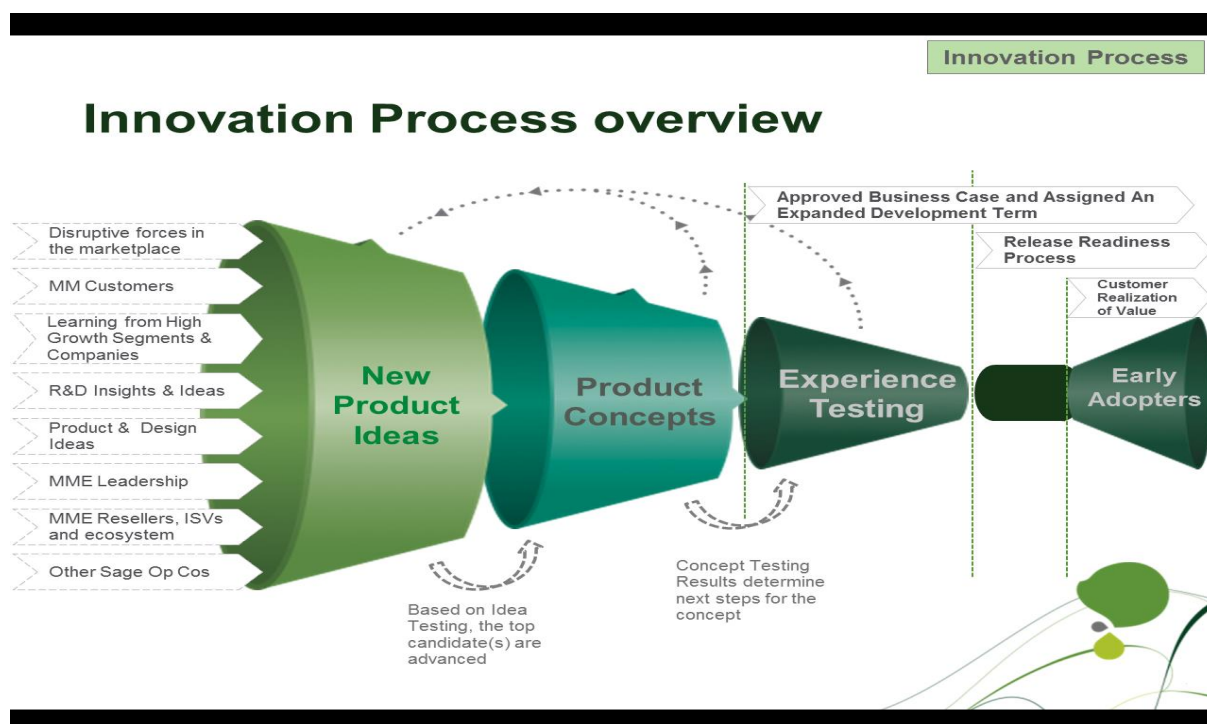 Innovation Process
Innovation Process overview
Approved Business Case and Assigned An
Expanded Development Term
Release Readiness
Process
Customer
Realization
of Value
Disruptive forces in
the marketplace
MM Customers
Learning from High
Growth Segments &
Companies
R&D Insights & Ideas
Product & Design
Ideas
MME Leadership
MME Resellers, ISVs
and ecosystem
Other Sage Op Cos
New
Product
Ideas
Product
Concepts
Experience
Testing
Early
Adopters
Based on Idea
Testing, the top
candidate(s) are
advanced
Concept Testing
Results determine
next steps for the
concept